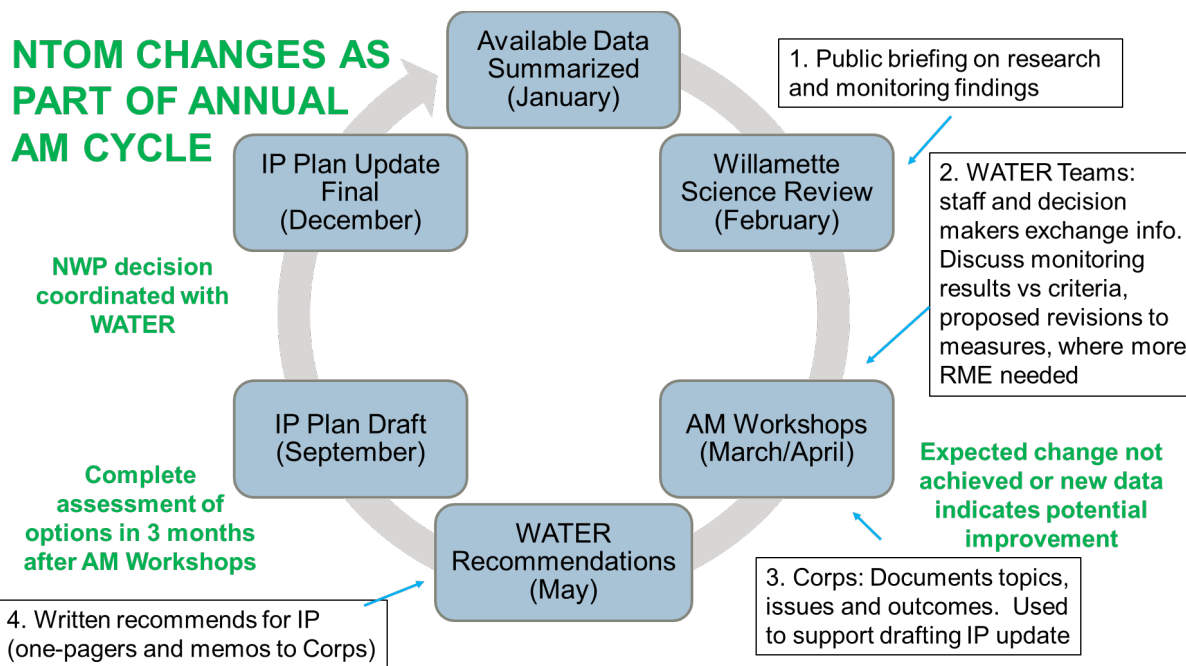 NTOM CHANGES AS
PART OF ANNUAL
AM CYCLE
Available Data
Summarized
(January)
1. Public briefing on research
and monitoring findings
Willamette
Science Review
(February)
2. WATER Teams:
staff and decision
makers exchange info.
Discuss monitoring
results vs criteria,
proposed revisions to
measures, where more
RME needed
AM Workshops
(March/April)
Expected change not
achieved or new data
indicates potential
improvement
3. Corps: Documents topics,
issues and outcomes.  Used
to support drafting IP update
WATER
Recommendations
(May)
4. Written recommends for IP
(one-pagers and memos to Corps)
Complete
assessment of
options in 3 months
after AM Workshops
IP Plan Draft
(September)
NWP decision
coordinated with
WATER
IP Plan Update
Final
(December)